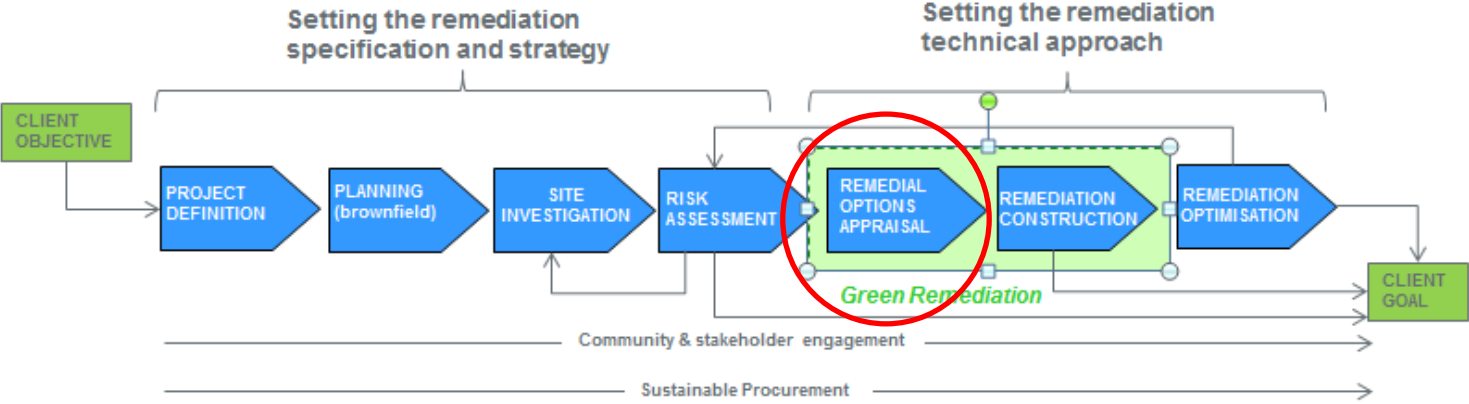 Setting the remediation
specification and strategy
Setting the remediation
technical approach
CLIENT
OBJECTIVE
PROJECT
DEFINITION
PLANNING
(brownfield)
SITE
INVESTIGATION
RISK
ASSESSMENT
REMEDIAL
OPTIONS
APPRAISAL
REMEDIATION
CONSTRUCTION
REMEDIATION
OPTIMISATION
CLIENT
GOAL
Green Remediation
Community & stakeholder engagement
Sustainable Procurement